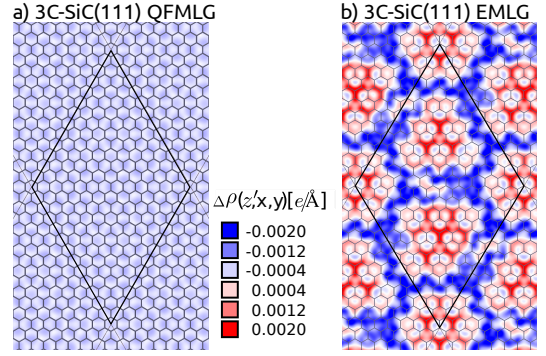 a) 3C-SiC(111) QFMLG
b) 3C-SiC(111) EMLG
Δρ(z',x,y)[e/Å]
-0.0020
-0.0012
-0.0004
0.0004
0.0012
0.0020